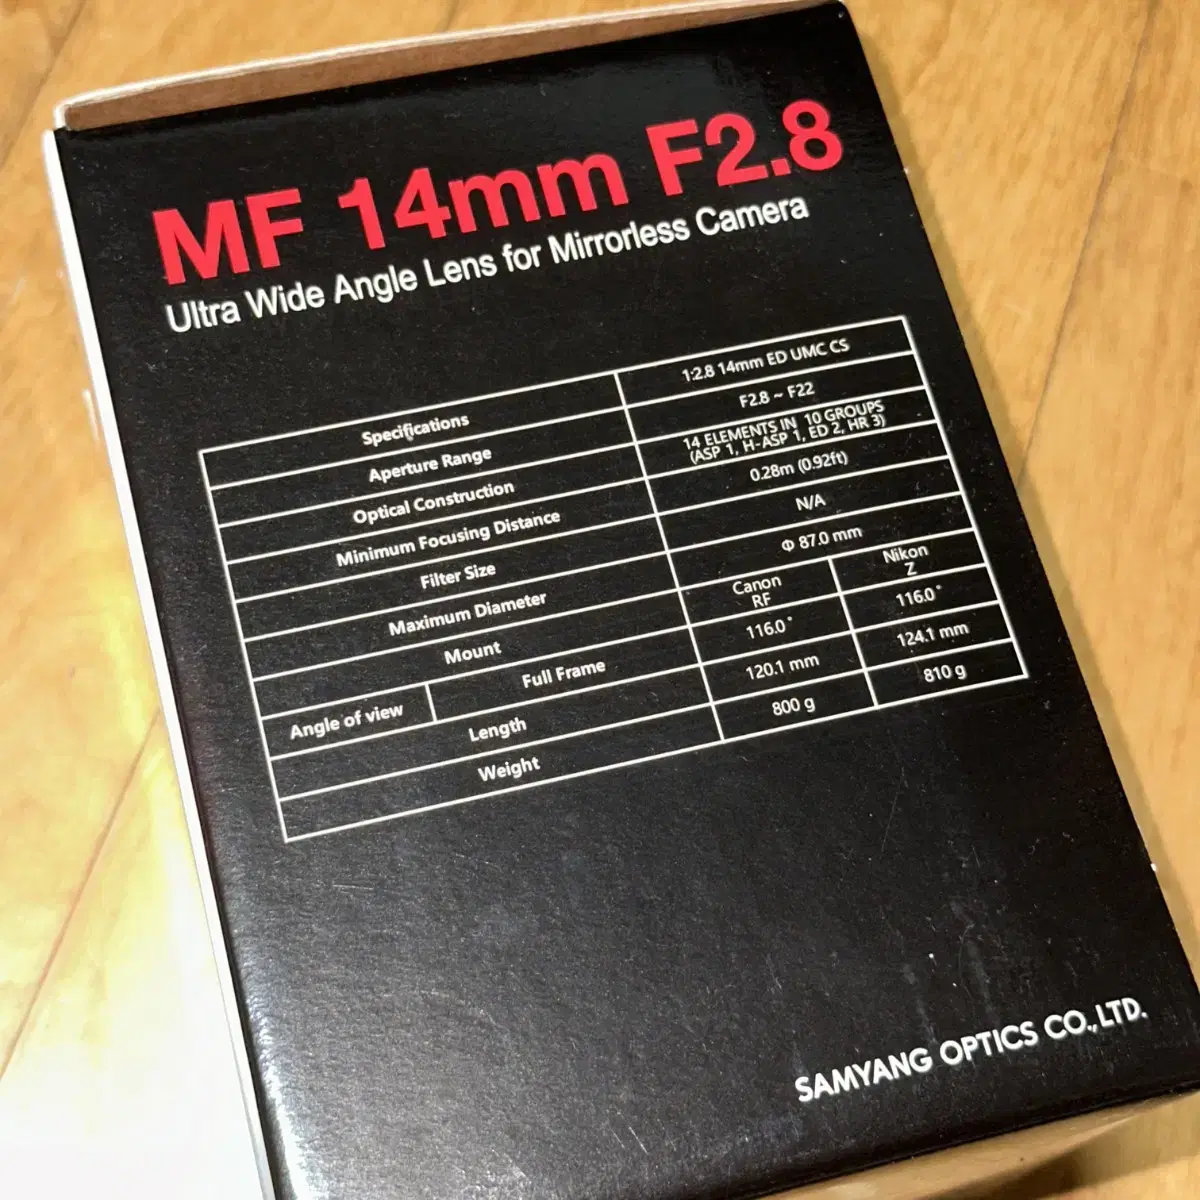 MF 14mm F2.8
Ultra Wide Angle Lens for Mirrorless Camera
Specifications 1:2.8 14mm ED UMC CS
Aperture Range F2.8 ~ F22
Optical Construction 14 ELEMENTS IN 10 GROUPS
(ASP 1, H-ASP 1, ED 2, HR 3)
Minimum Focusing Distance 0.28m (0.92ft)
Filter Size N/A
Maximum Diameter Φ 87.0 mm
Mount Canon RF Nikon Z
Angle of view Full Frame 116.0˚ 116.0˚
Length 120.1 mm 124.1 mm
Weight 800 g 810 g
SAMYANG OPTICS CO.,LTD.